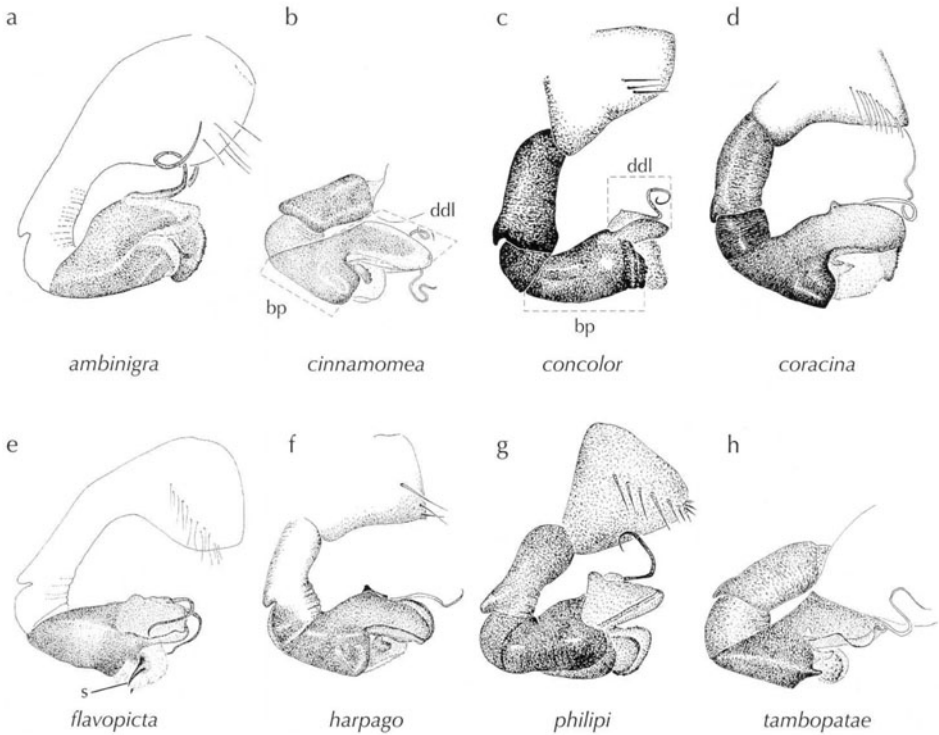 a b c d
ddl
ddl
bp
bp
ambinigra cinnamomea concolor coracina
e f g h
s
flavopicta harpago philipi tambopatae